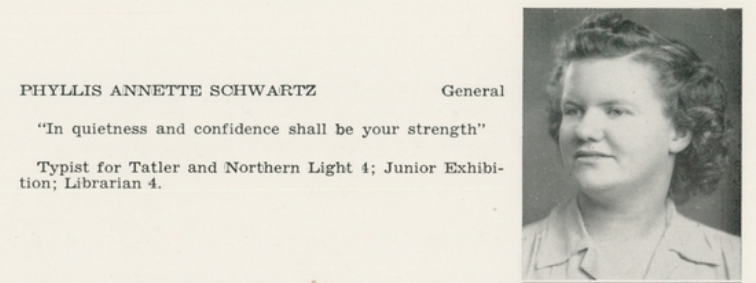 PHYLLIS ANNETTE SCHWARTZ General
"In quietness and confidence shall be your strength"
Typist for Tatler and Northern Light 4; Junior Exhibi-
tion; Librarian 4.